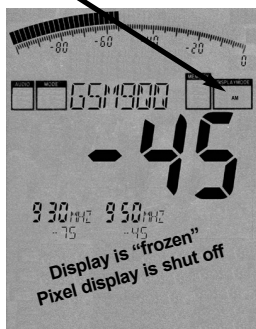 -80 -60 -40 -20 0
AUDIO MODE DISPLAYMODE
AM
GSM900
-45
930MHZ 950MHZ
-75 -45
Display is “frozen”
Pixel display is shut off